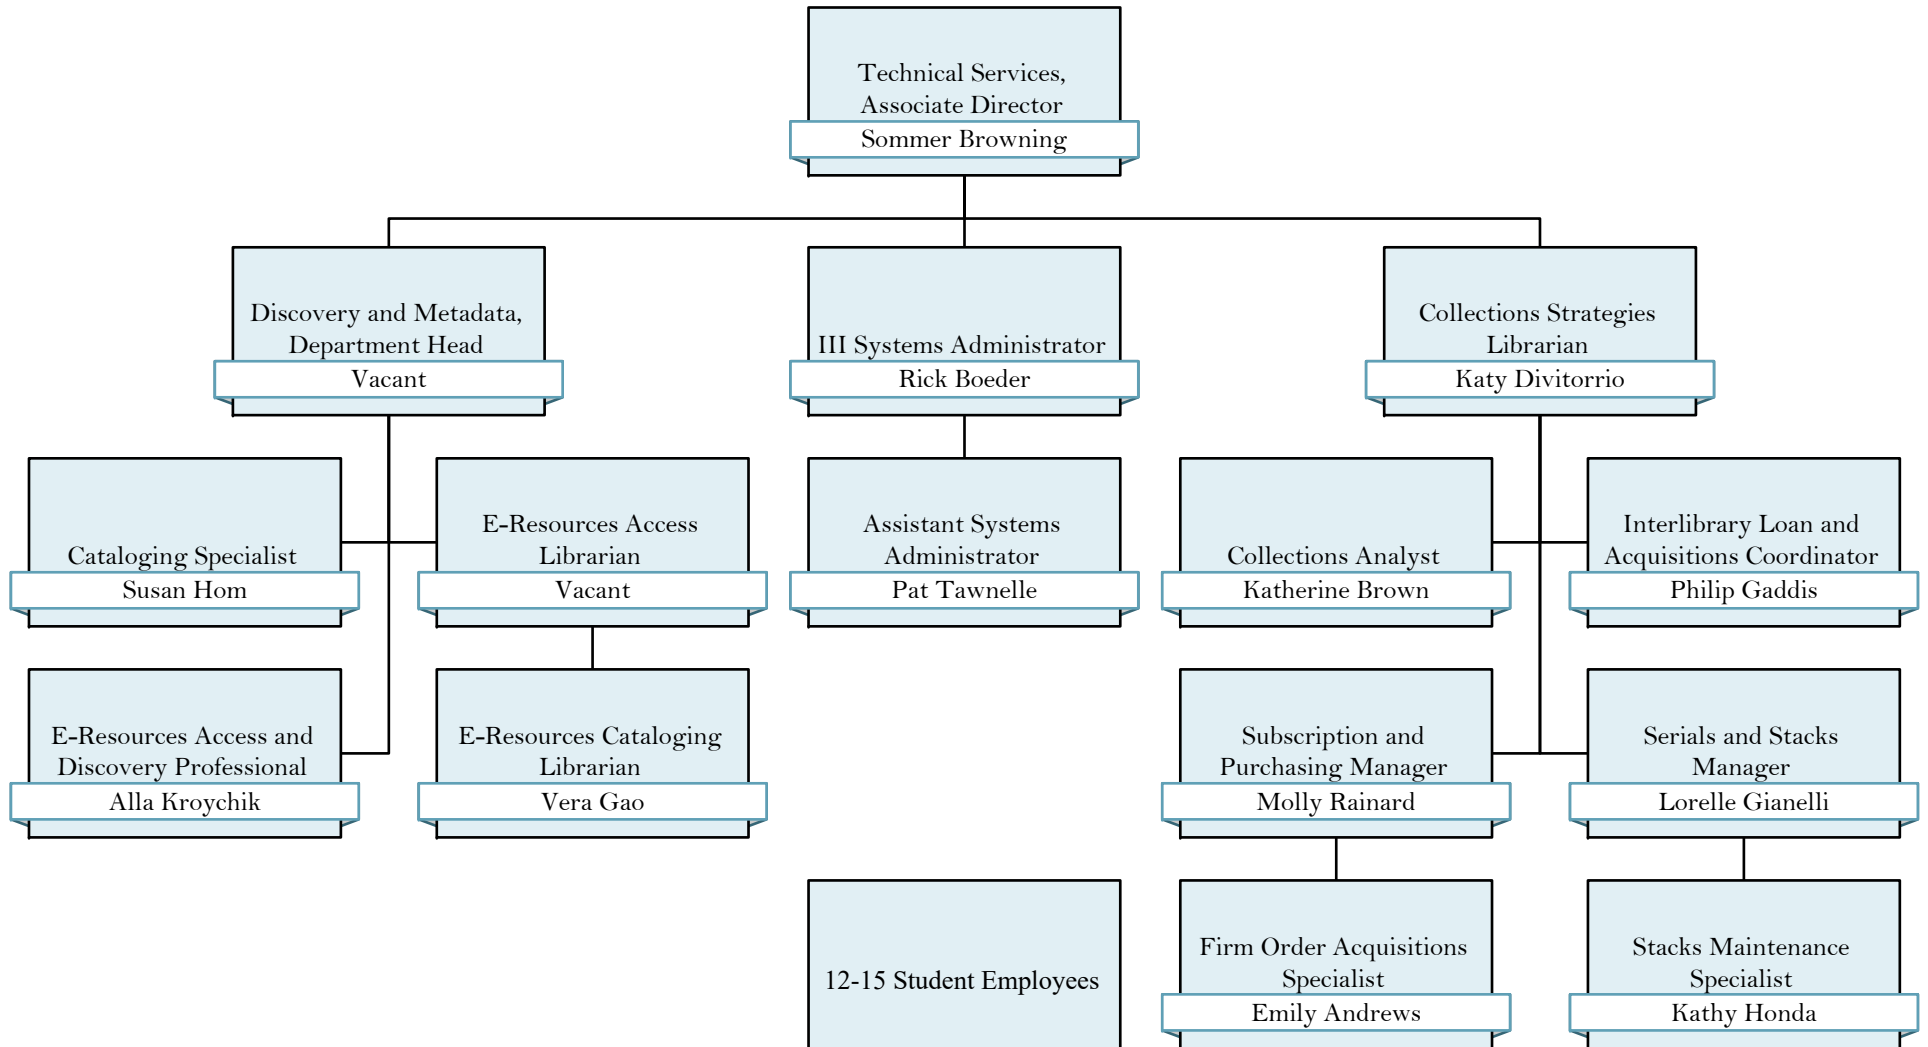 Technical Services,
Associate Director
Sommer Browning
Discovery and Metadata,
Department Head
Vacant
III Systems Administrator
Rick Boeder
Collections Strategies
Librarian
Katy Divitorrio
Cataloging Specialist
Susan Hom
E-Resources Access
Librarian
Vacant
Assistant Systems
Administrator
Pat Tawnelle
Collections Analyst
Katherine Brown
Interlibrary Loan and
Acquisitions Coordinator
Philip Gaddis
E-Resources Access and
Discovery Professional
Alla Kroychik
E-Resources Cataloging
Librarian
Vera Gao
Subscription and
Purchasing Manager
Molly Rainard
Serials and Stacks
Manager
Lorelle Gianelli
12-15 Student Employees
Firm Order Acquisitions
Specialist
Emily Andrews
Stacks Maintenance
Specialist
Kathy Honda